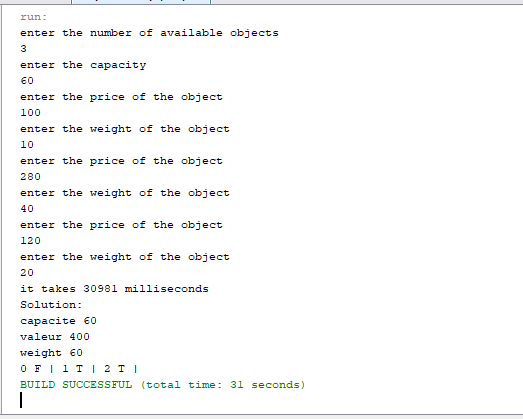 run:
enter the number of available objects
3
enter the capacity
60
enter the price of the object
100
enter the weight of the object
10
enter the price of the object
280
enter the weight of the object
40
enter the price of the object
120
enter the weight of the object
20
it takes 30981 milliseconds
Solution:
capacite 60
valeur 400
weight 60
0 F | 1 T | 2 T |
BUILD SUCCESSFUL (total time: 31 seconds)